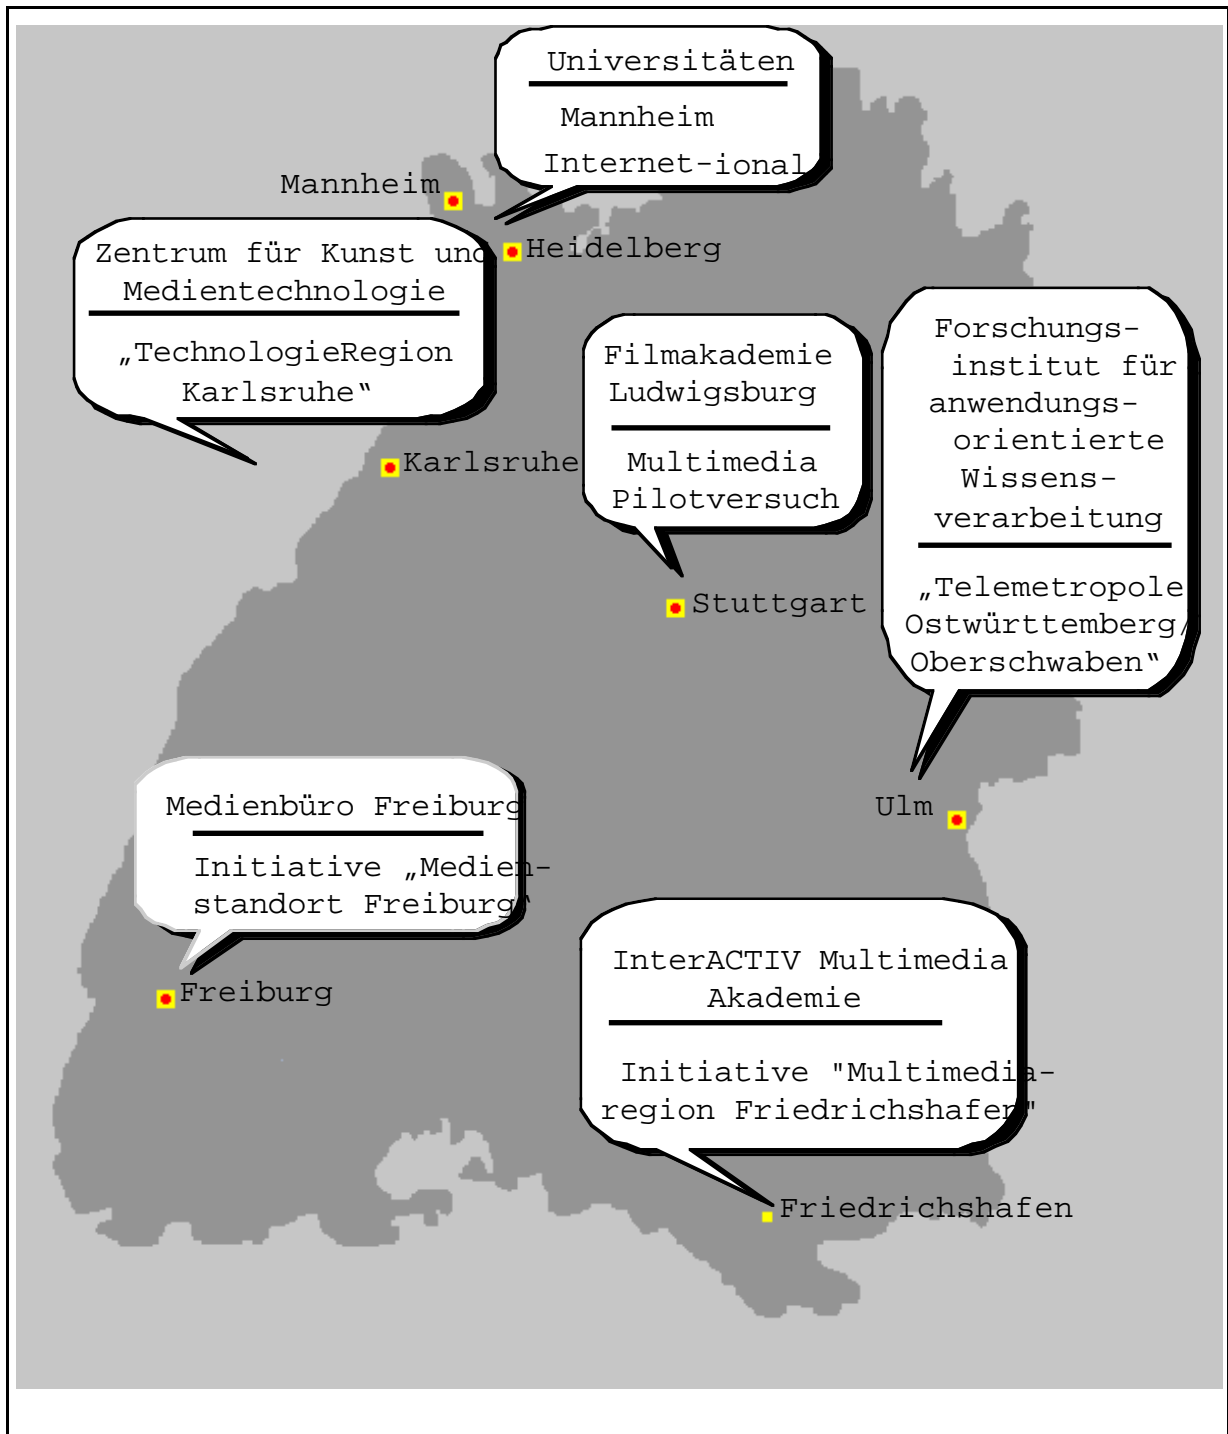 Universitäten
Mannheim
Internet-ional
Mannheim
Heidelberg
Zentrum für Kunst und
Medientechnologie
„TechnologieRegion
Karlsruhe“
Karlsruhe
Filmakademie
Ludwigsburg
Multimedia
Pilotversuch
Stuttgart
Forschungs-
institut für
anwendungs-
orientierte
Wissens-
verarbeitung
„Telemetropole
Ostwürttemberg/
Oberschwaben“
Ulm
Medienbüro Freiburg
Initiative „Medien-
standort Freiburg“
Freiburg
InterACTIV Multimedia
Akademie
Initiative "Multimedia-
region Friedrichshafen"
Friedrichshafen